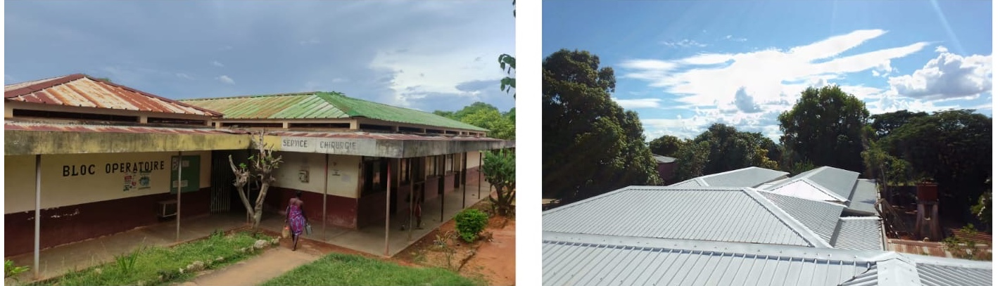 SERVICE CHIRURGIE
BLOC OPERATOIRE